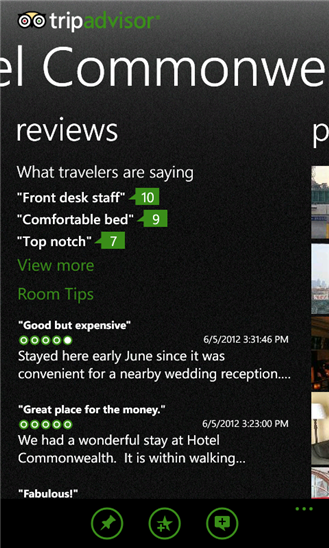 tripadvisor®
el Commonwe
reviews
p
What travelers are saying
"Front desk staff" 10
"Comfortable bed" 9
"Top notch" 7
View more
Room Tips
"Good but expensive"
6/5/2012 3:31:46 PM
Stayed here early June since it was
convenient for a nearby wedding reception....
"Great place for the money."
6/5/2012 3:23:00 PM
We had a wonderful stay at Hotel
Commonwealth. It is within walking...
"Fabulous!"